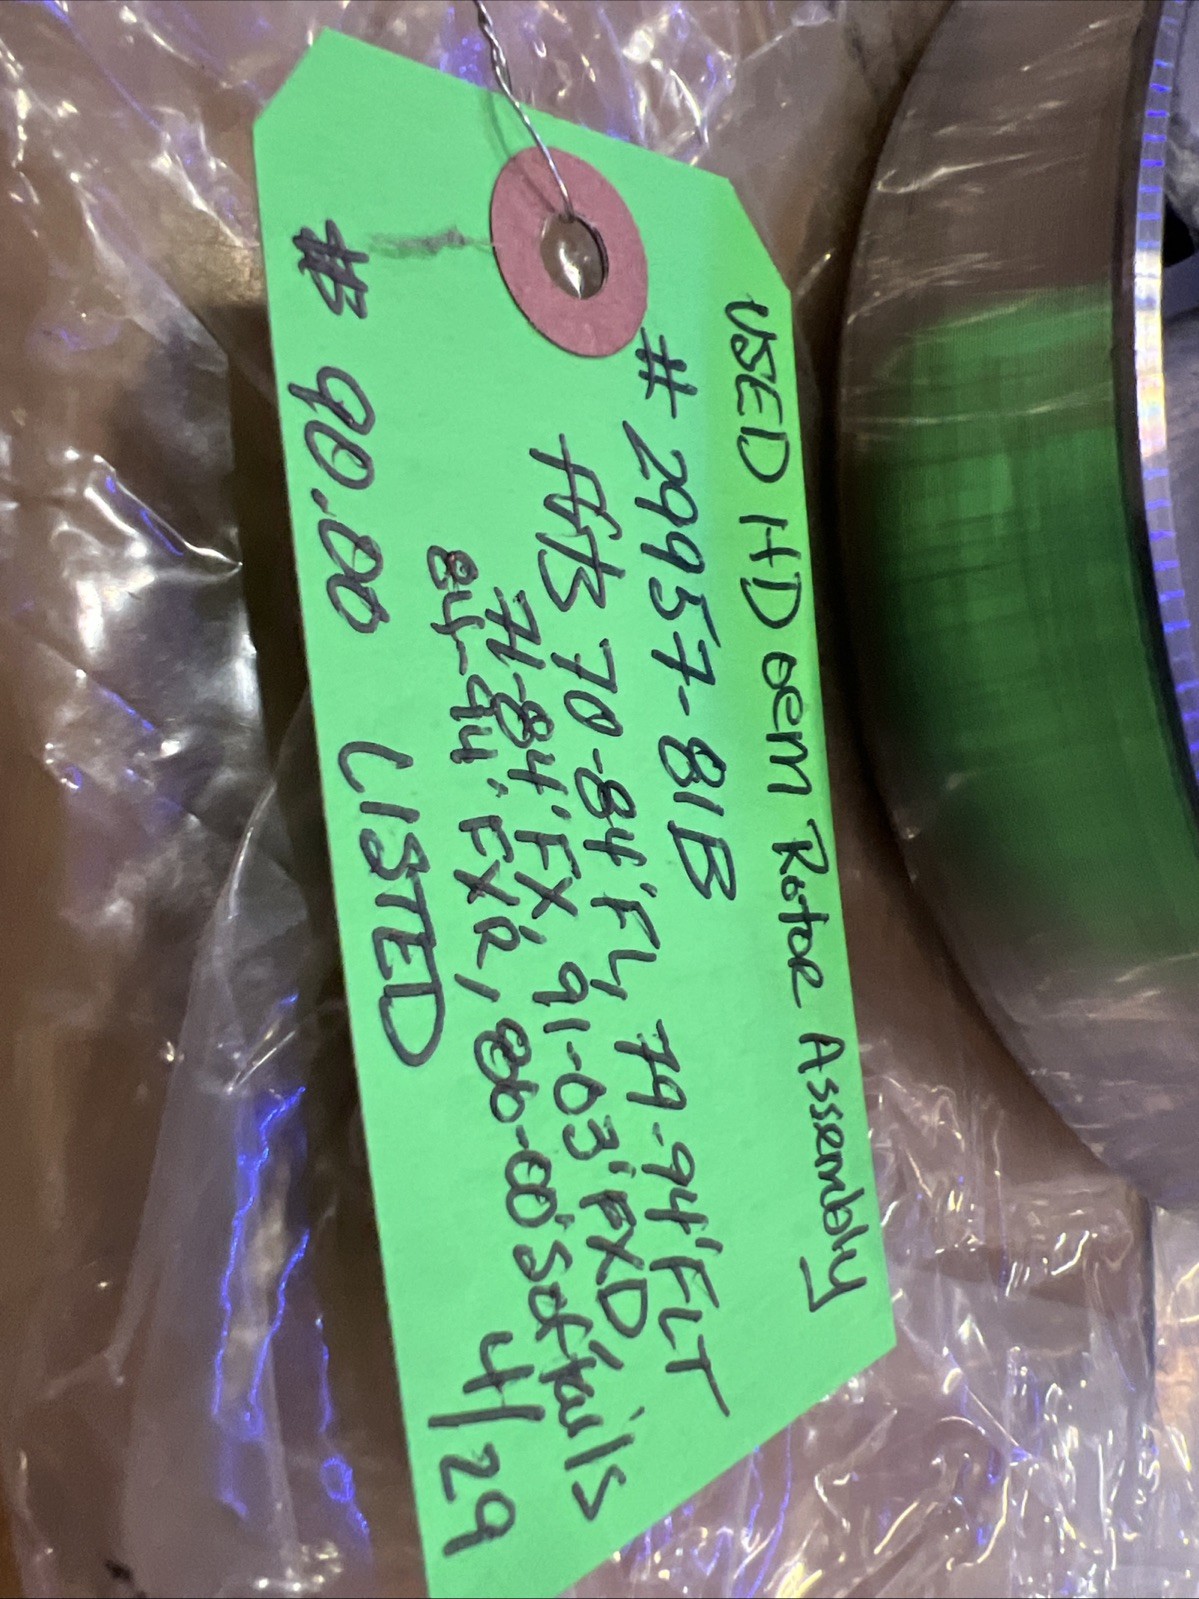 USED HD OEM Rotor Assembly
# 29957-81B
fits 70-84' FL, 79-94' FLT
71-84' FX, 91-03' FXD
84-94' FXR, 86-00' Softails
4/29
# 90.00 LISTED